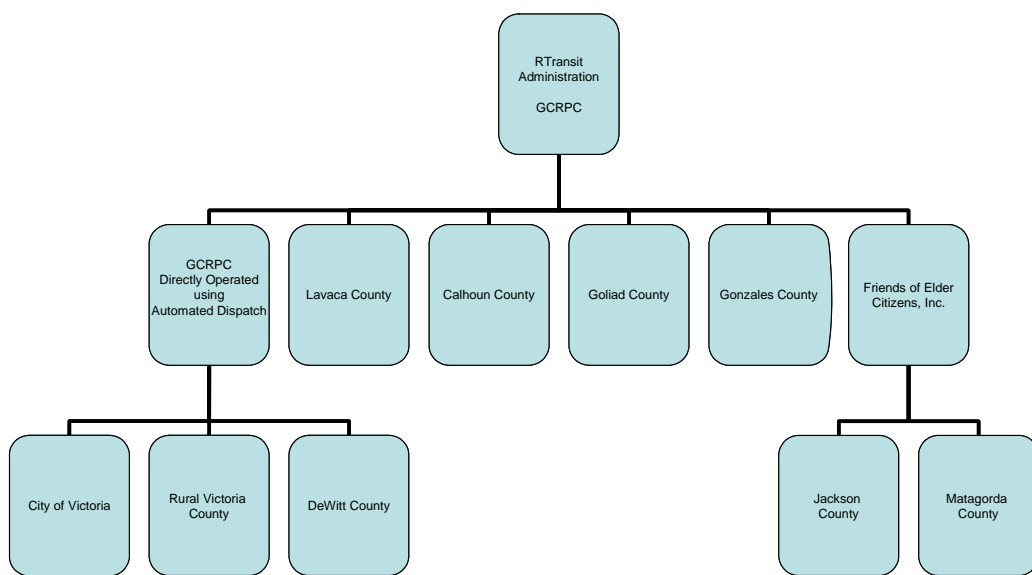 RTransit
Administration
GCRPC
GCRPC
Directly Operated
using
Automated Dispatch
Lavaca County
Calhoun County
Goliad County
Gonzales County
Friends of Elder
Citizens, Inc.
City of Victoria
Rural Victoria
County
DeWitt County
Jackson
County
Matagorda
County